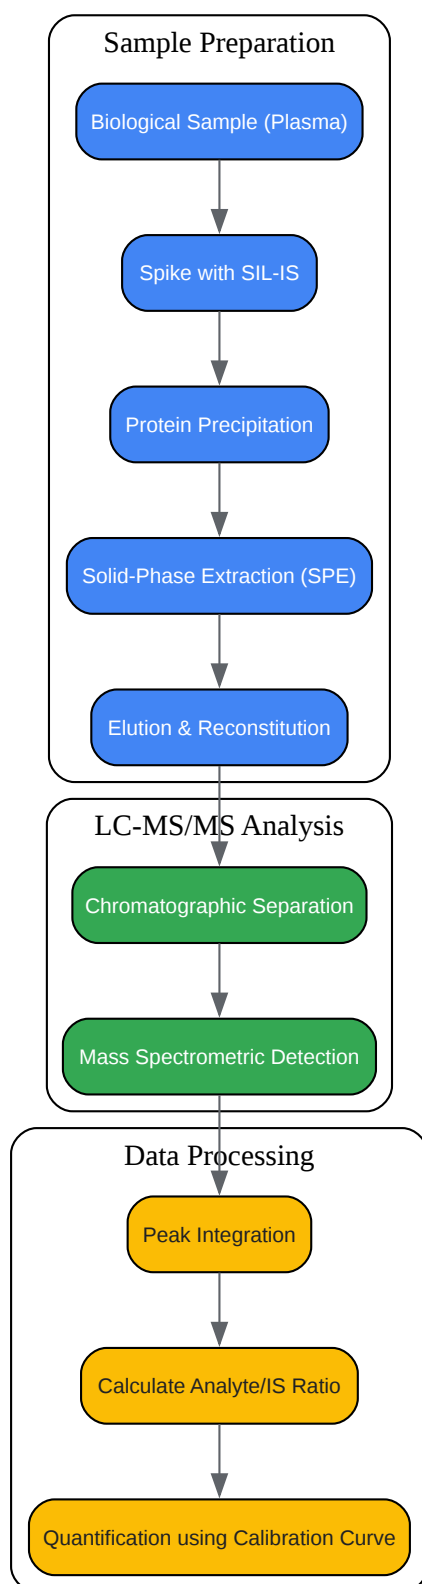 Sample Preparation
Biological Sample (Plasma)
Spike with SIL-IS
Protein Precipitation
Solid-Phase Extraction (SPE)
Elution & Reconstitution
LC-MS/MS Analysis
Chromatographic Separation
Mass Spectrometric Detection
Data Processing
Peak Integration
Calculate Analyte/IS Ratio
Quantification using Calibration Curve